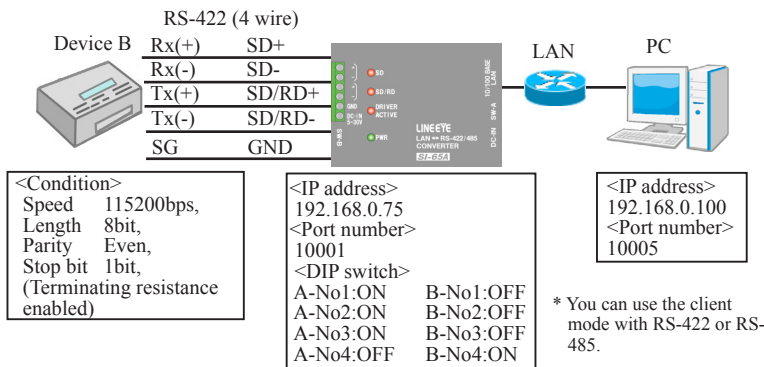 RS-422 (4 wire)
Device B
Rx(+) SD+
Rx(-) SD-
Tx(+) SD/RD+
Tx(-) SD/RD-
SG GND
SD
SD/RD
DRIVER
ACTIVE
PWR
GND
DC-IN
5-30V
SW-B
10/100 BASE
LAN
SW-A
DC-IN
LINEEYE
LAN ⇔ RS-422/485
CONVERTER
SI-65A
LAN
PC
<Condition>
Speed 115200bps,
Length 8bit,
Parity Even,
Stop bit 1bit,
(Terminating resistance
enabled)
<IP address>
192.168.0.75
<Port number>
10001
<DIP switch>
A-No1:ON B-No1:OFF
A-No2:ON B-No2:OFF
A-No3:ON B-No3:OFF
A-No4:OFF B-No4:ON
<IP address>
192.168.0.100
<Port number>
10005
* You can use the client
mode with RS-422 or RS-
485.